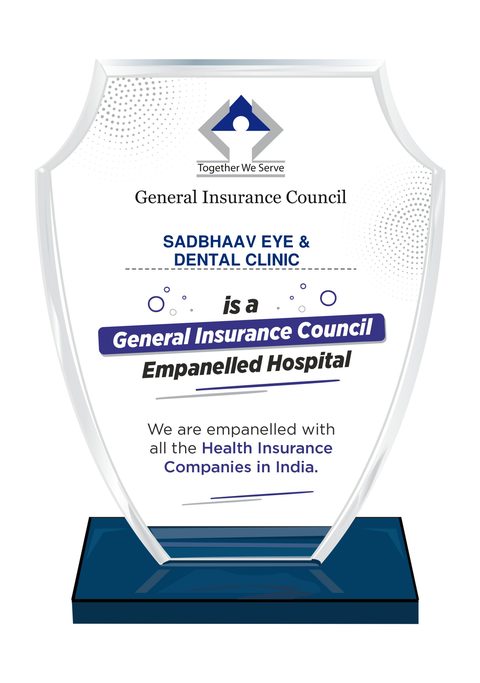 Together We Serve
General Insurance Council
SADBHAAV EYE &
DENTAL CLINIC
is a
General Insurance Council
Empanelled Hospital
We are empanelled with
all the Health Insurance
Companies in India.